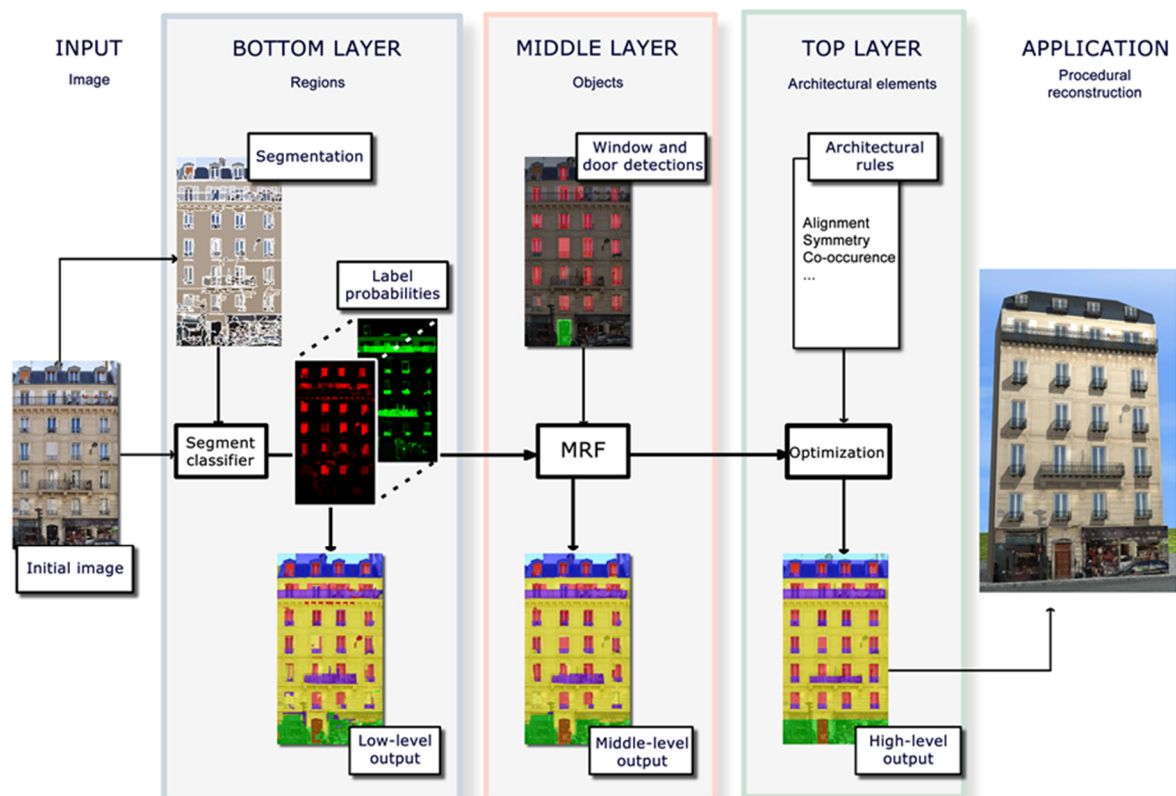 INPUT
Image
BOTTOM LAYER
Regions
MIDDLE LAYER
Objects
TOP LAYER
Architectural elements
APPLICATION
Procedural
reconstruction
Segmentation
Window and
door detections
Architectural
rules
Alignment
Symmetry
Co-occurence
...
Label
probabilities
Segment
classifier
MRF
Optimization
Initial image
Low-level
output
Middle-level
output
High-level
output